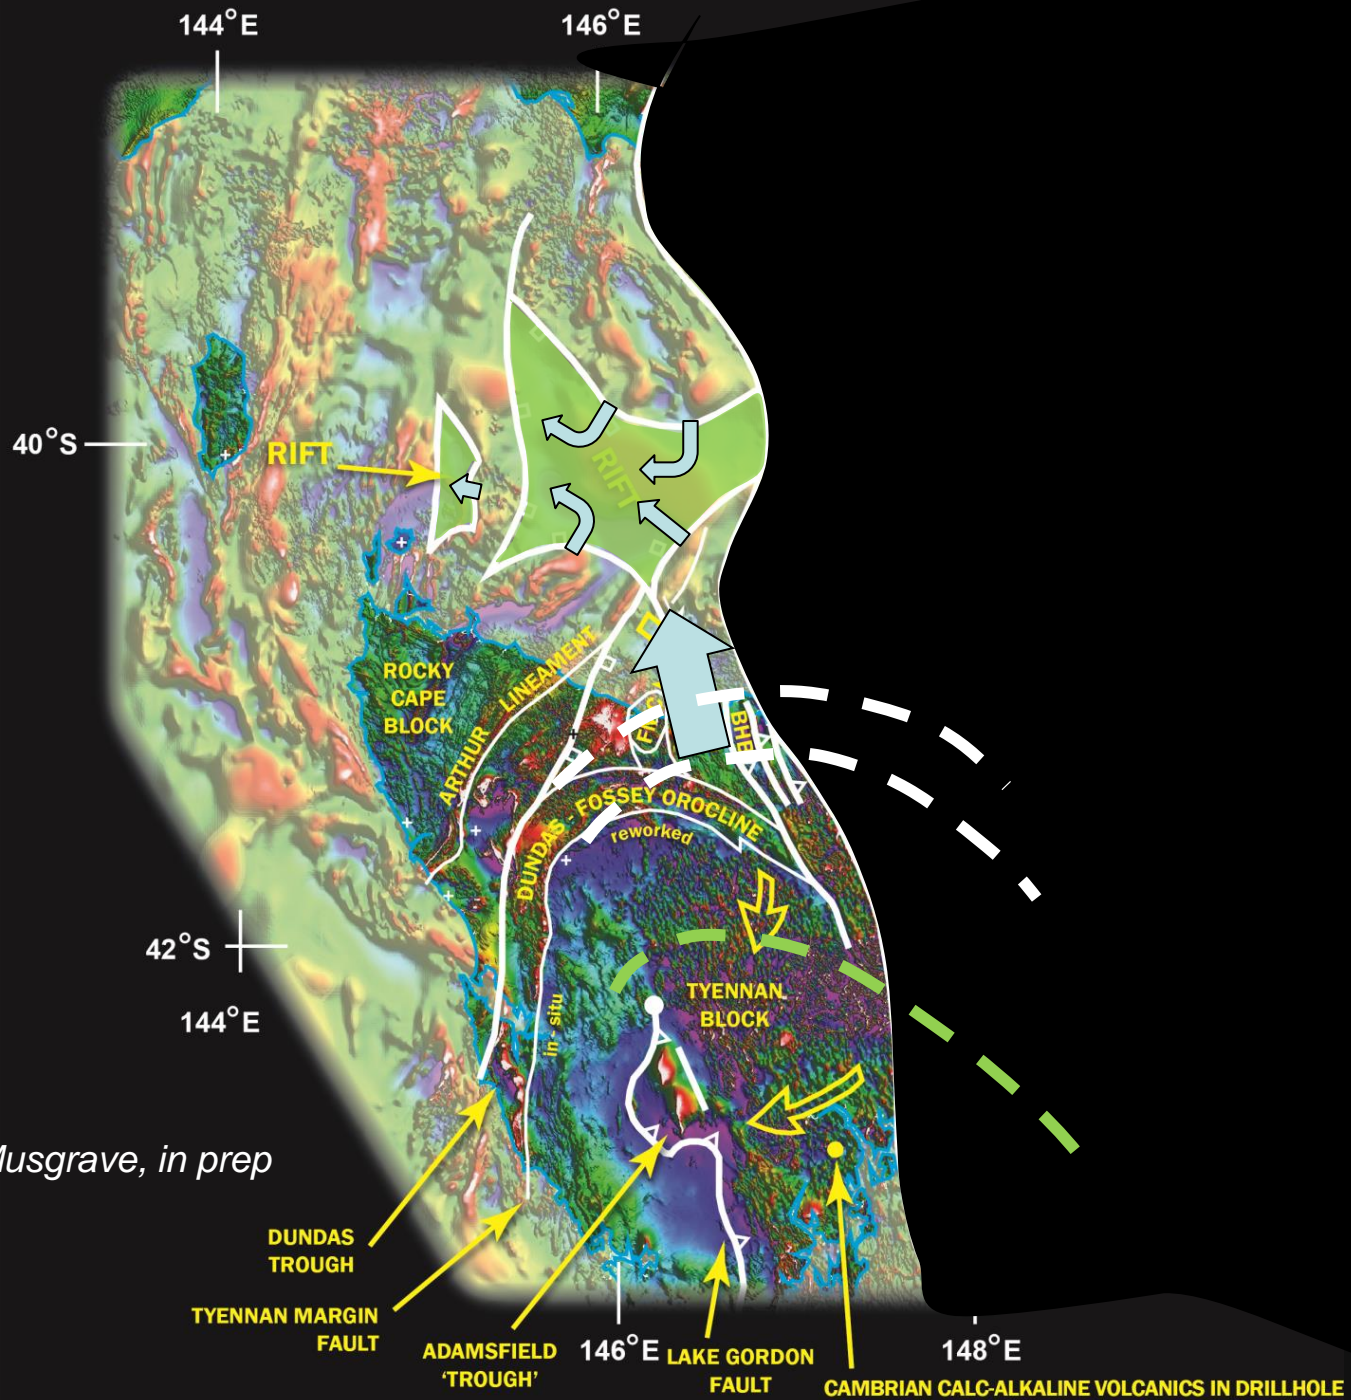 144°E
146°E
40°S
RIFT
RIFT
ROCKY
CAPE
BLOCK
ARTHUR LINEAMENT
BHE
DUNDAS - FOSSEY OROCLINE
reworked
42°S
144°E
TYENNAN
BLOCK
in - situ
Musgrave, in prep
DUNDAS
TROUGH
TYENNAN MARGIN
FAULT
ADAMSFIELD
‘TROUGH’
146°E
LAKE GORDON
FAULT
148°E
CAMBRIAN CALC-ALKALINE VOLCANICS IN DRILLHOLE